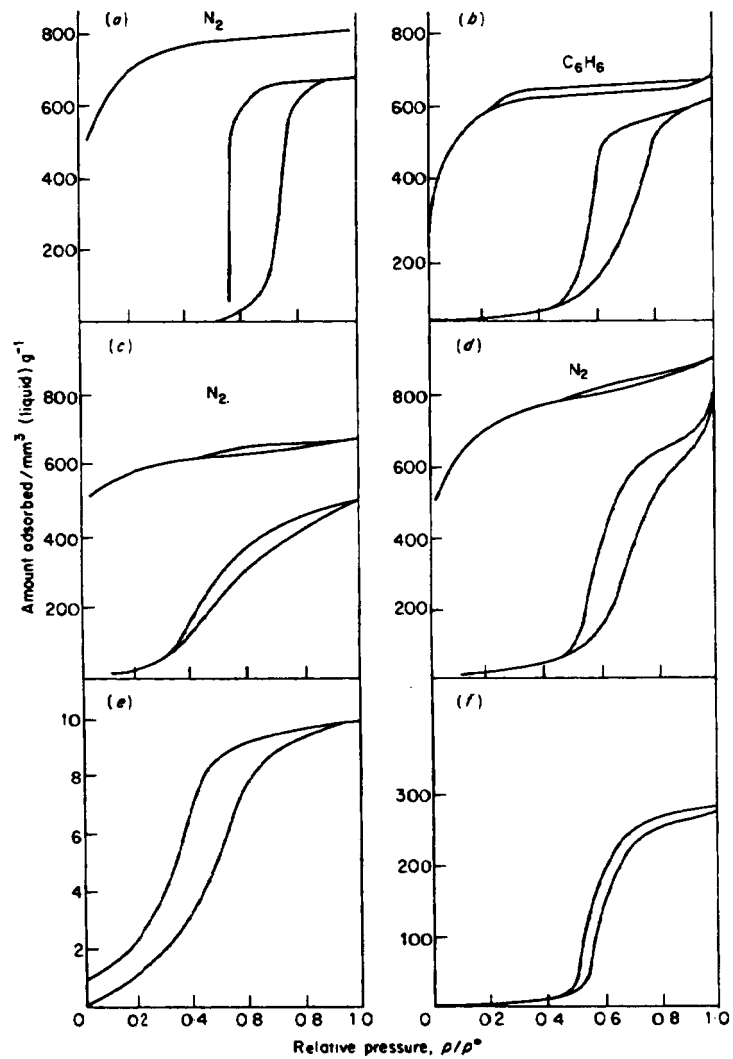 (a) N₂
800
600
400
200
(b)
C₆H₆
800
600
400
200
(c)
N₂.
800
600
400
200
(d)
N₂
800
600
400
200
(e)
10
8
6
4
2
0 02 0·4 0·8 0·8 1·0
(f)
300
200
100
0 0·2 0·4 0·6 0·8 1·0
Amount adsorbed/mm³ (liquid) g⁻¹
Relative pressure, p/p°